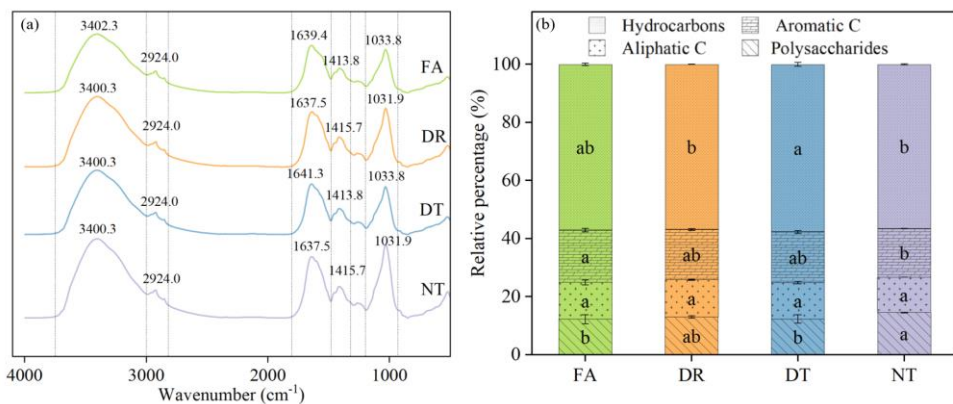 (a)
3402.3
2924.0
1639.4
1413.8
1033.8
FA
3400.3
2924.0
1637.5
1415.7
1031.9
DR
3400.3
2924.0
1641.3
1413.8
1033.8
DT
3400.3
2924.0
1637.5
1415.7
1031.9
NT
4000 3000 2000 1000
Wavenumber (cm⁻¹)
(b)
Hydrocarbons Aromatic C
Aliphatic C Polysaccharides
Relative percentage (%)
100
80
60
40
20
0
ab b a b
a ab ab b
a a a a
b ab b a
FA DR DT NT